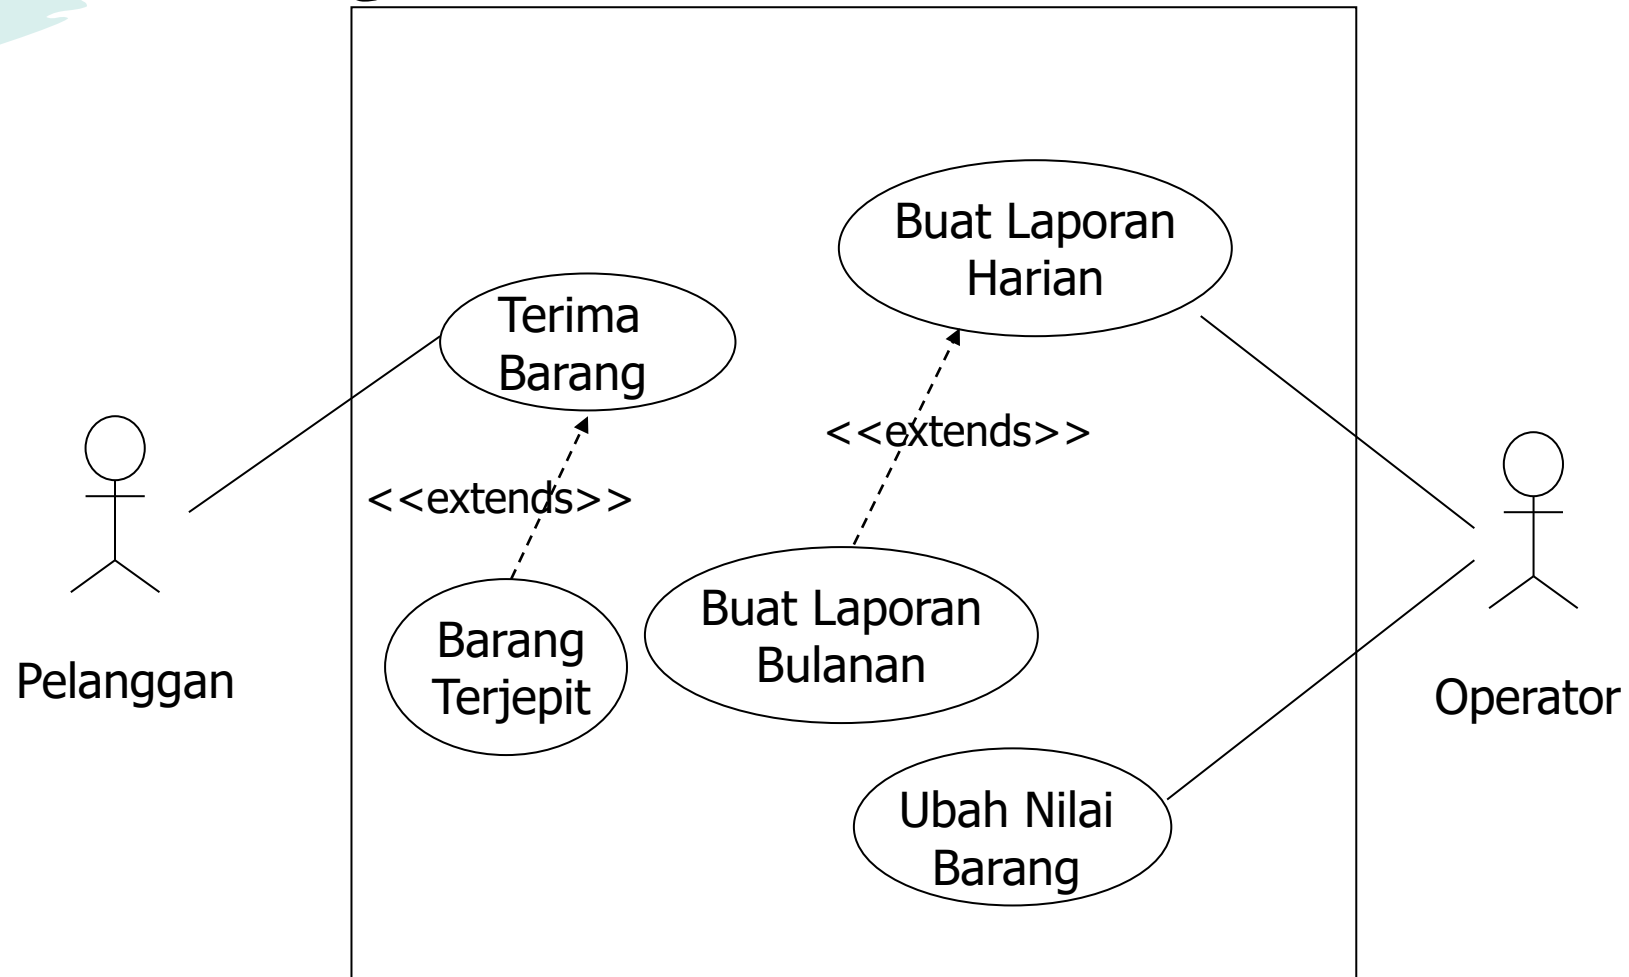 Buat Laporan
Harian
Terima
Barang
<<extends>>
<<extends>>
Buat Laporan
Bulanan
Barang
Terjepit
Pelanggan
Operator
Ubah Nilai
Barang